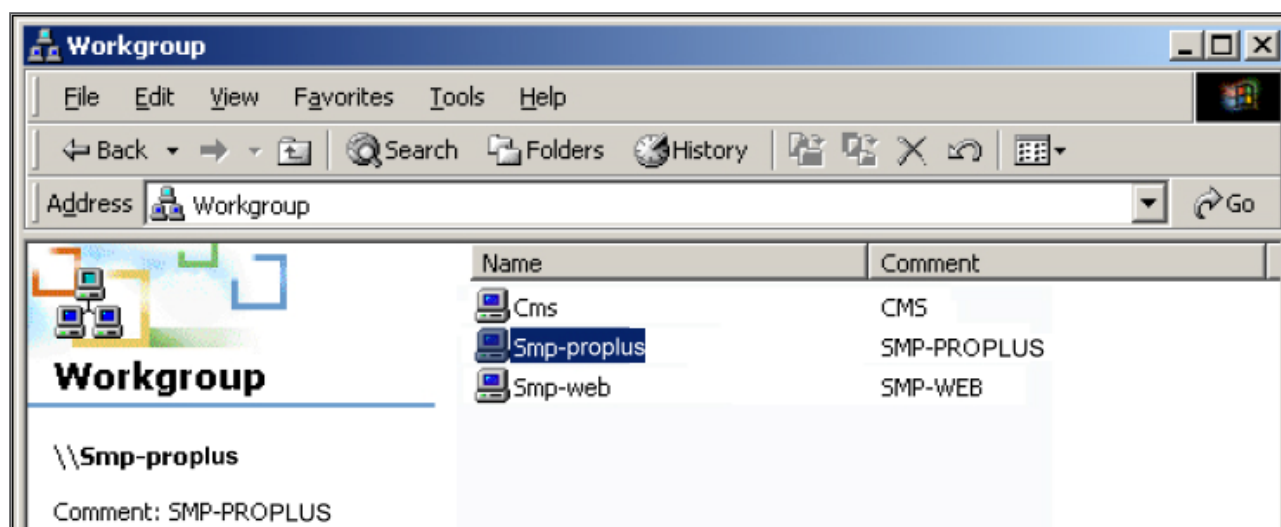 Workgroup
File Edit View Favorites Tools Help
Back Search Folders History
Address Workgroup Go
Name Comment
Cms CMS
Smp-proplus SMP-PROPLUS
Smp-web SMP-WEB
Workgroup
\\Smp-proplus
Comment: SMP-PROPLUS